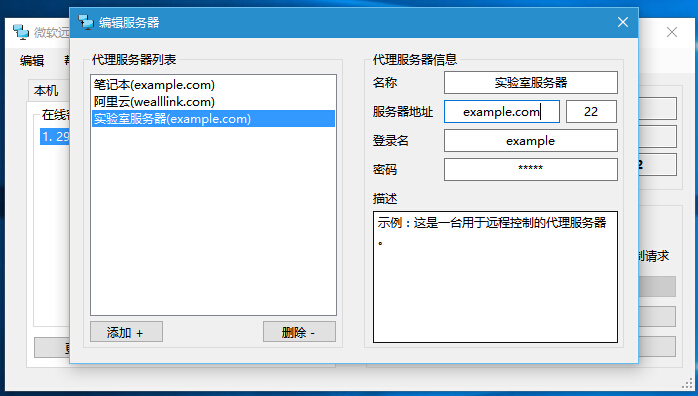 微软远
编辑服务器
编辑
本机
在线
1. 29
代理服务器列表
笔记本(example.com)
阿里云(wealllink.com)
实验室服务器(example.com)
添加 +
删除 -
代理服务器信息
名称
实验室服务器
服务器地址
example.com
22
登录名
example
密码
*****
描述
示例：这是一台用于远程控制的代理服务器
。
2
制请求